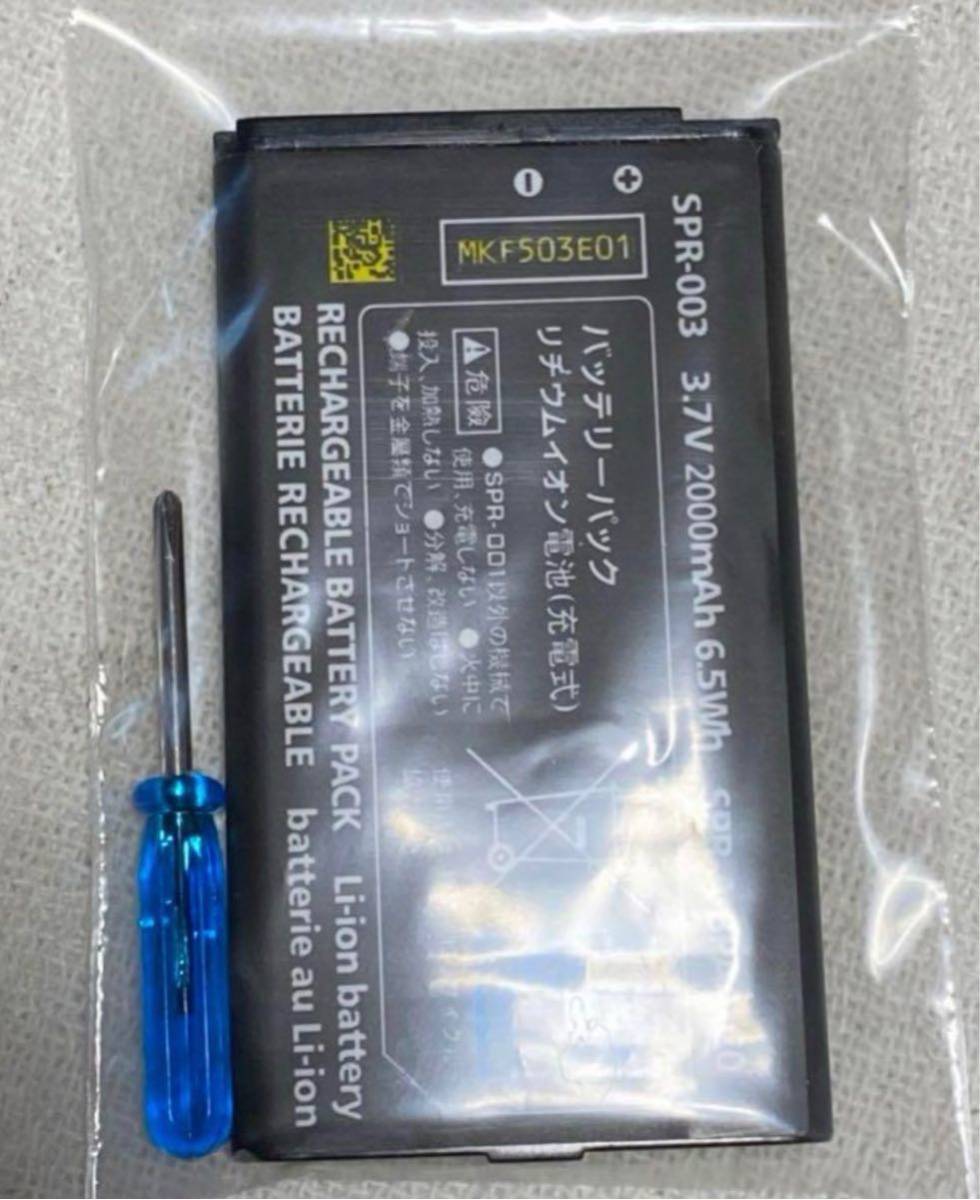 SPR-003 3.7V 2000mAh 6.5Wh SPR
MKF503E01
バッテリーパック
リチウムイオン電池(充電式)
危険 ●SPR-001以外の機械で
使用、充電しない ●火中に
投入、加熱しない ●分解、改造はしない
●端子を金属類でショートさせない
RECHARGEABLE BATTERY PACK Li-ion battery
BATTERIE RECHARGEABLE batterie au Li-ion